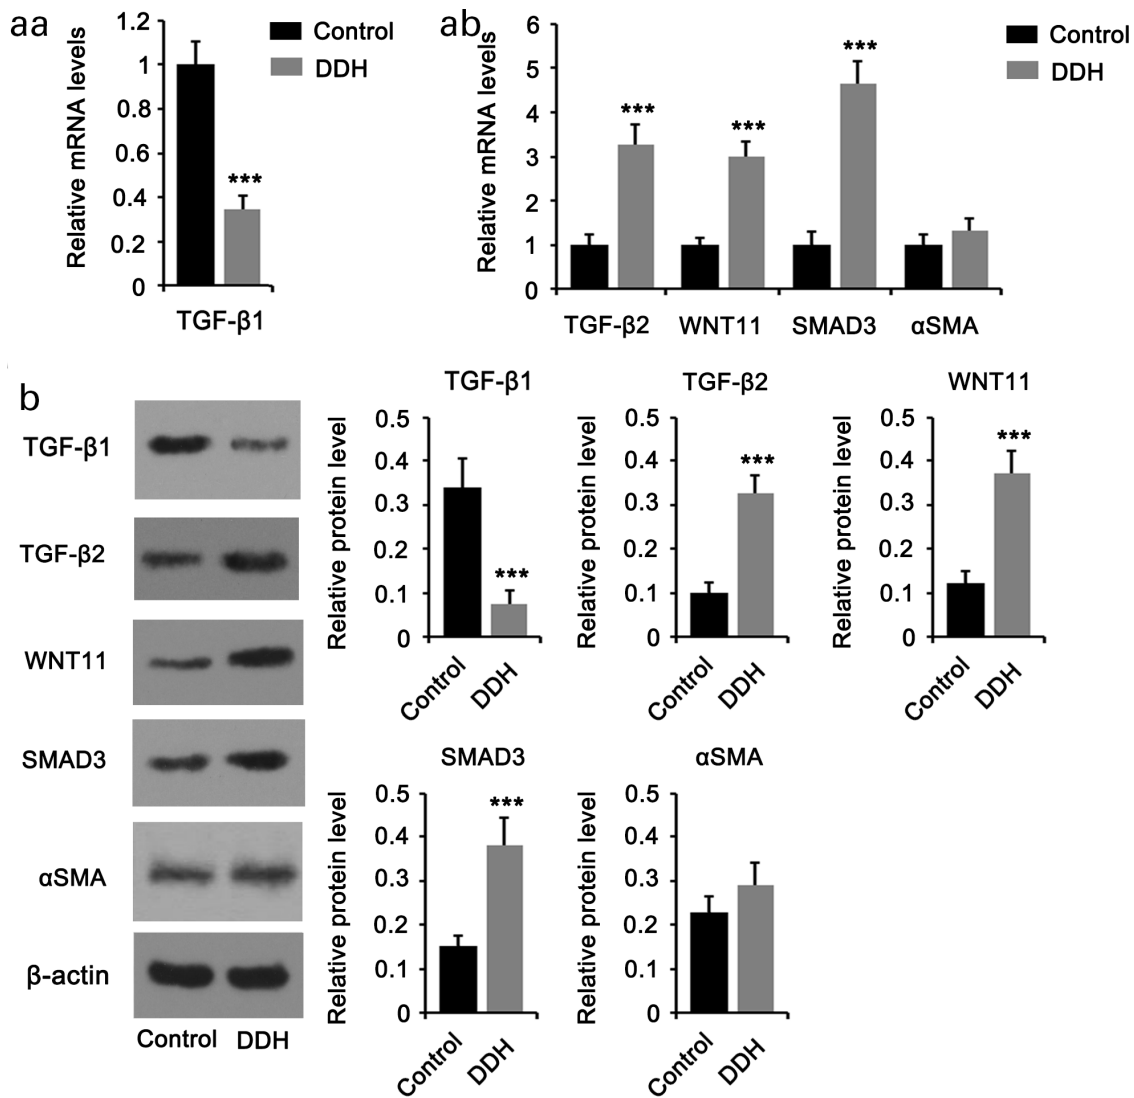 aa
Relative mRNA levels
1.2
1
0.8
0.6
0.4
0.2
0
***
Control
DDH
TGF-β1
ab
Relative mRNA levels
6
5
4
3
2
1
0
***
***
***
Control
DDH
TGF-β2 WNT11 SMAD3 αSMA
b
TGF-β1
TGF-β2
WNT11
SMAD3
αSMA
β-actin
Control DDH
TGF-β1
Relative protein level
0.5
0.4
0.3
0.2
0.1
0
***
Control
DDH
TGF-β2
Relative protein level
0.5
0.4
0.3
0.2
0.1
0
***
Control
DDH
WNT11
Relative protein level
0.5
0.4
0.3
0.2
0.1
0
***
Control
DDH
SMAD3
Relative protein level
0.5
0.4
0.3
0.2
0.1
0
***
Control
DDH
αSMA
Relative protein level
0.5
0.4
0.3
0.2
0.1
0
Control
DDH